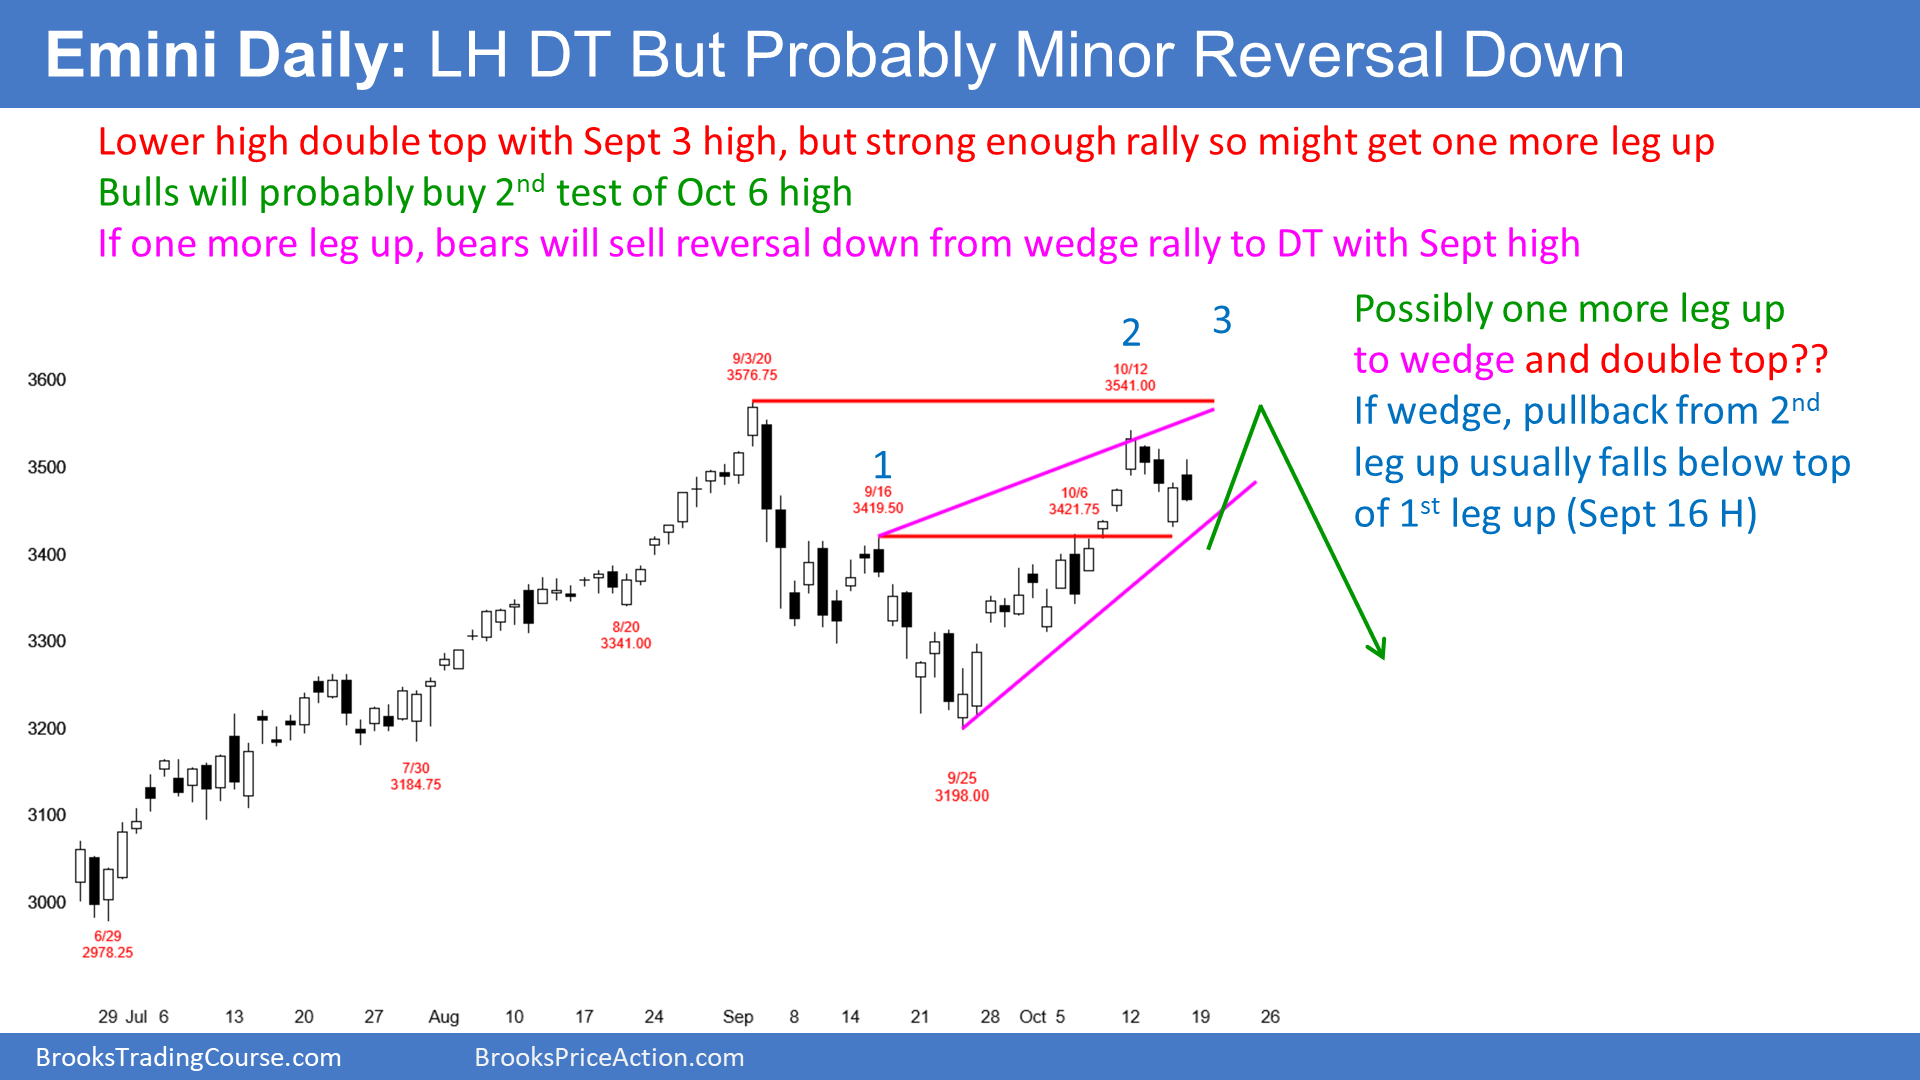 Emini Daily: LH DT But Probably Minor Reversal Down
Lower high double top with Sept 3 high, but strong enough rally so might get one more leg up
Bulls will probably buy 2nd test of Oct 6 high
If one more leg up, bears will sell reversal down from wedge rally to DT with Sept high
Possibly one more leg up
to wedge and double top??
If wedge, pullback from 2nd
leg up usually falls below top
of 1st leg up (Sept 16 H)
1
2
3
9/3/20
3576.75
10/12
3541.00
9/16
3419.50
10/6
3421.75
8/20
3341.00
7/30
3184.75
9/25
3198.00
6/29
2978.25
3600
3500
3400
3300
3200
3100
3000
29 Jul 6 13 20 27 Aug 10 17 24 Sep 8 14 21 28 Oct 5 12 19 26
BrooksTradingCourse.com BrooksPriceAction.com